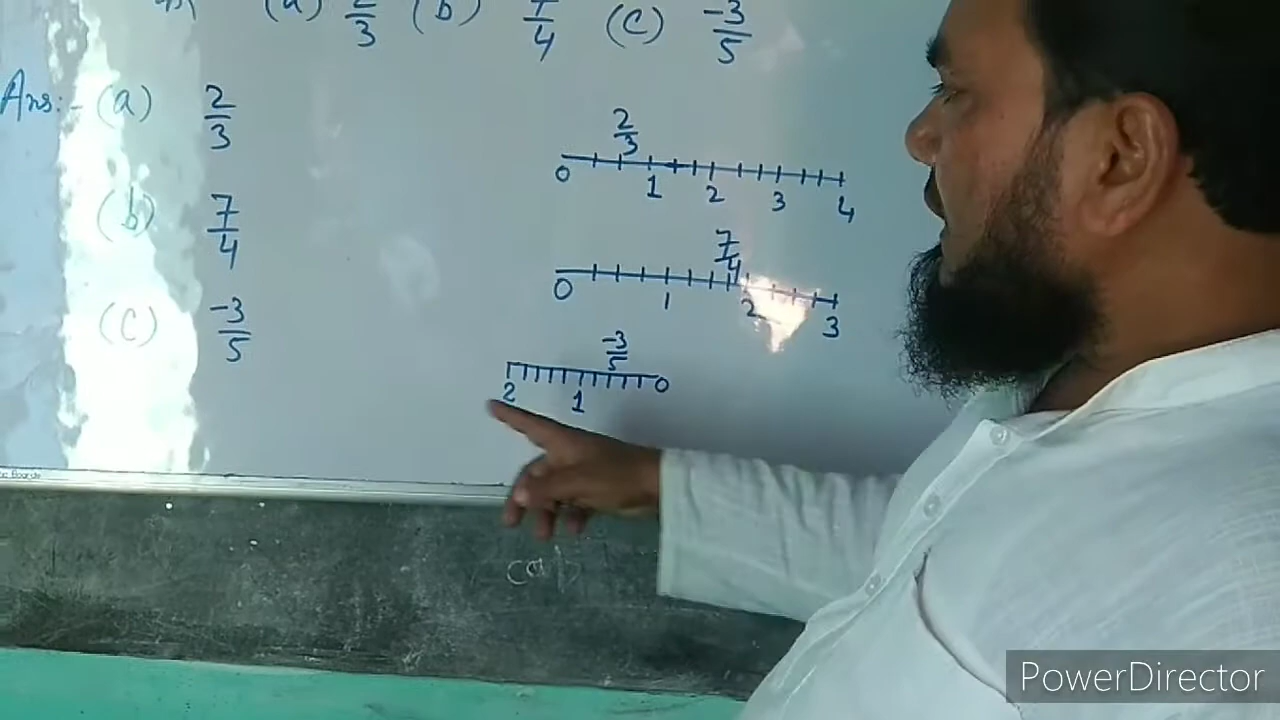 (a) 2/3 (b) 7/4 (c) -3/5
Ans:- (a) 2/3
(b) 7/4
(c) -3/5
2/3
0 1 2 3 4
7/4
0 1 2 3
-3/5
2 1 0
PowerDirector